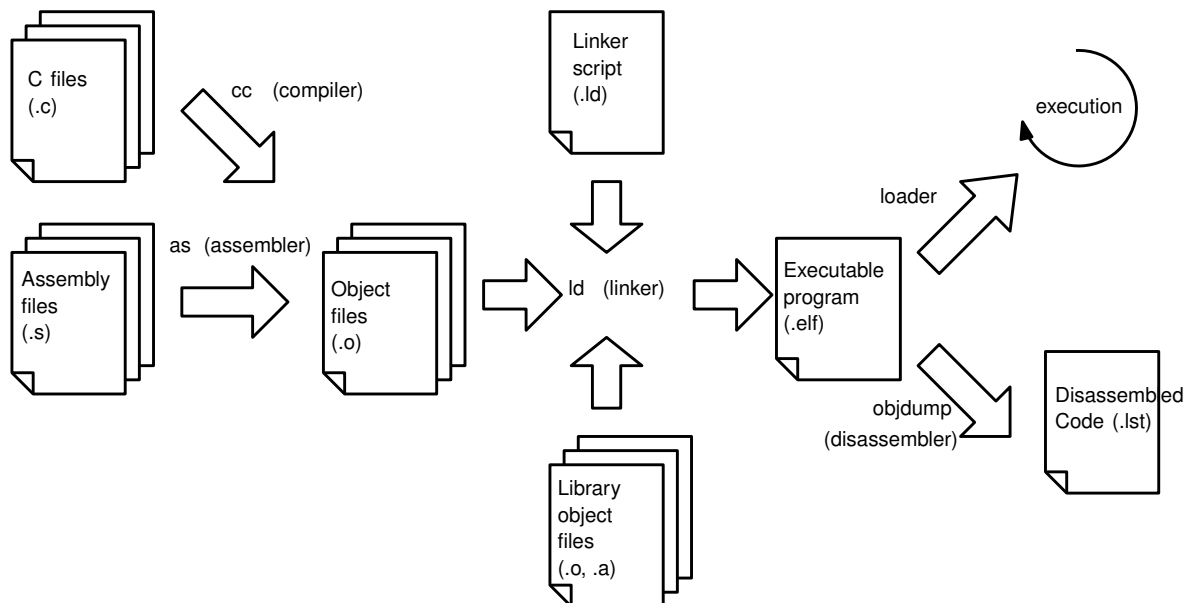 C files
(.c)
cc (compiler)
Linker
script
(.ld)
execution
loader
as (assembler)
Assembly
files
(.s)
Object
files
(.o)
ld (linker)
Executable
program
(.elf)
objdump
(disassembler)
Disassembled
Code (.lst)
Library
object
files
(.o, .a)